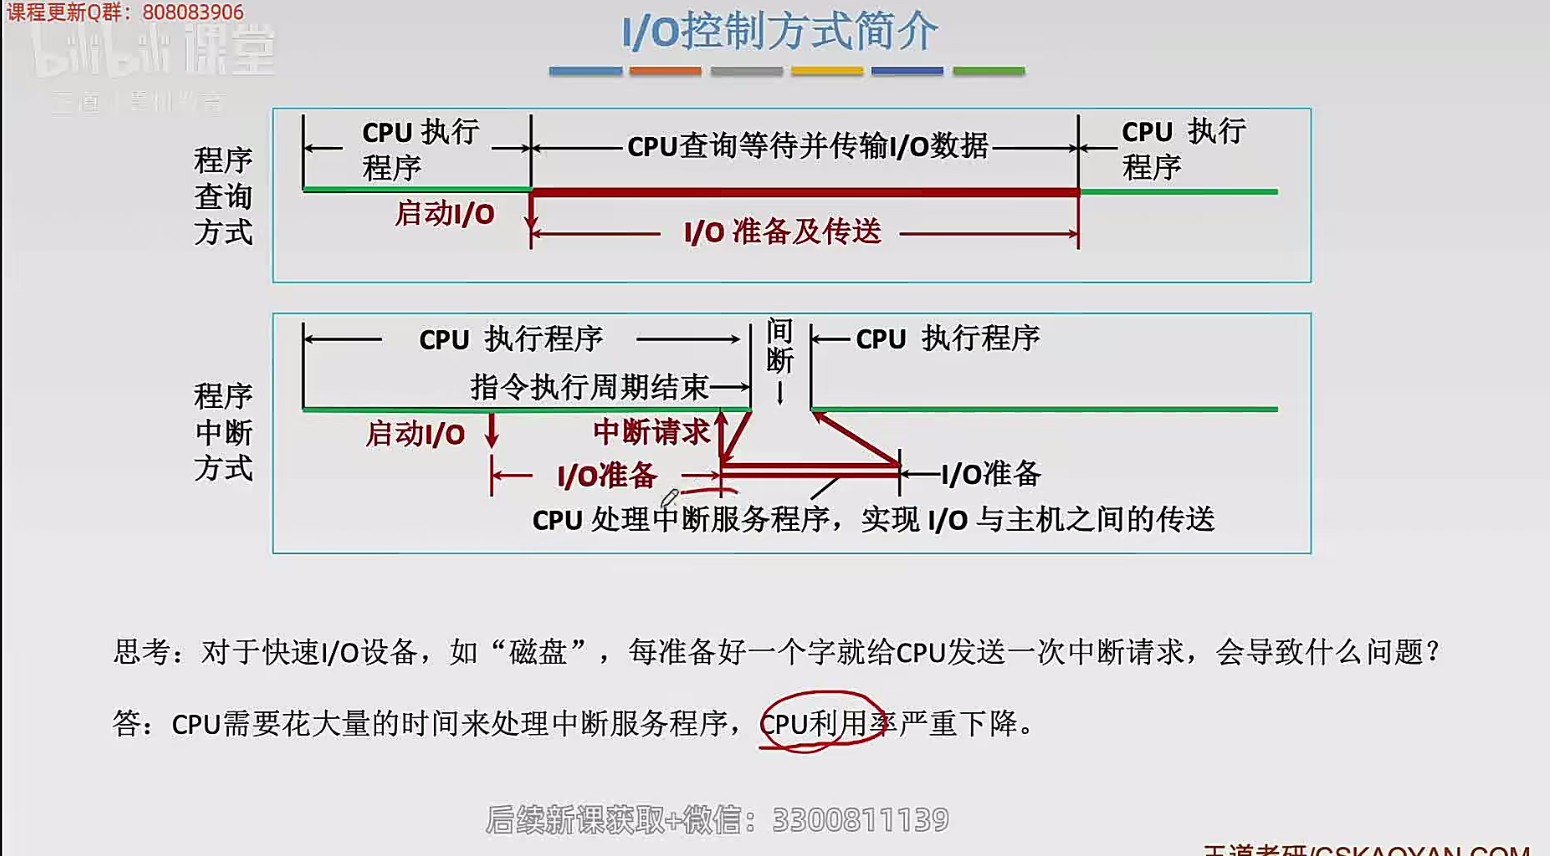 课程更新Q群：808083906
bilibili 课堂
I/O控制方式简介
程序
查询
方式
CPU 执行
程序
CPU查询等待并传输I/O数据
CPU 执行
程序
启动I/O
I/O 准备及传送
程序
中断
方式
CPU 执行程序
间
断
CPU 执行程序
指令执行周期结束
启动I/O
中断请求
I/O准备
I/O准备
CPU 处理中断服务程序，实现 I/O 与主机之间的传送
思考：对于快速I/O设备，如“磁盘”，每准备好一个字就给CPU发送一次中断请求，会导致什么问题？
答：CPU需要花大量的时间来处理中断服务程序，CPU利用率严重下降。
后续新课获取+微信：3300811139
王道考研/CSKAOYAN.COM